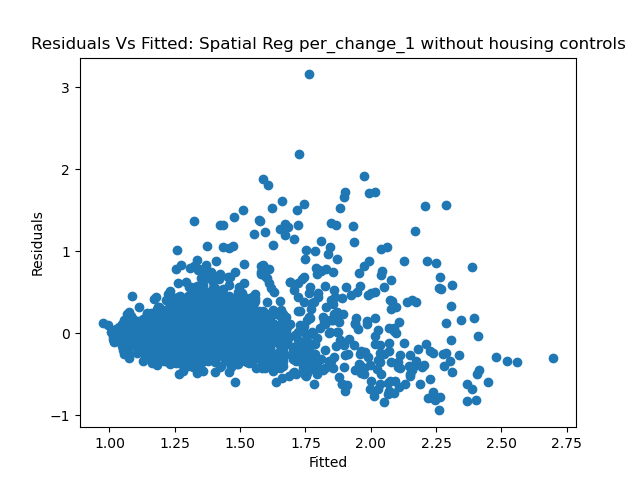 Residuals Vs Fitted: Spatial Reg per_change_1 without housing controls
3
2
1
0
−1
Residuals
1.00 1.25 1.50 1.75 2.00 2.25 2.50 2.75
Fitted